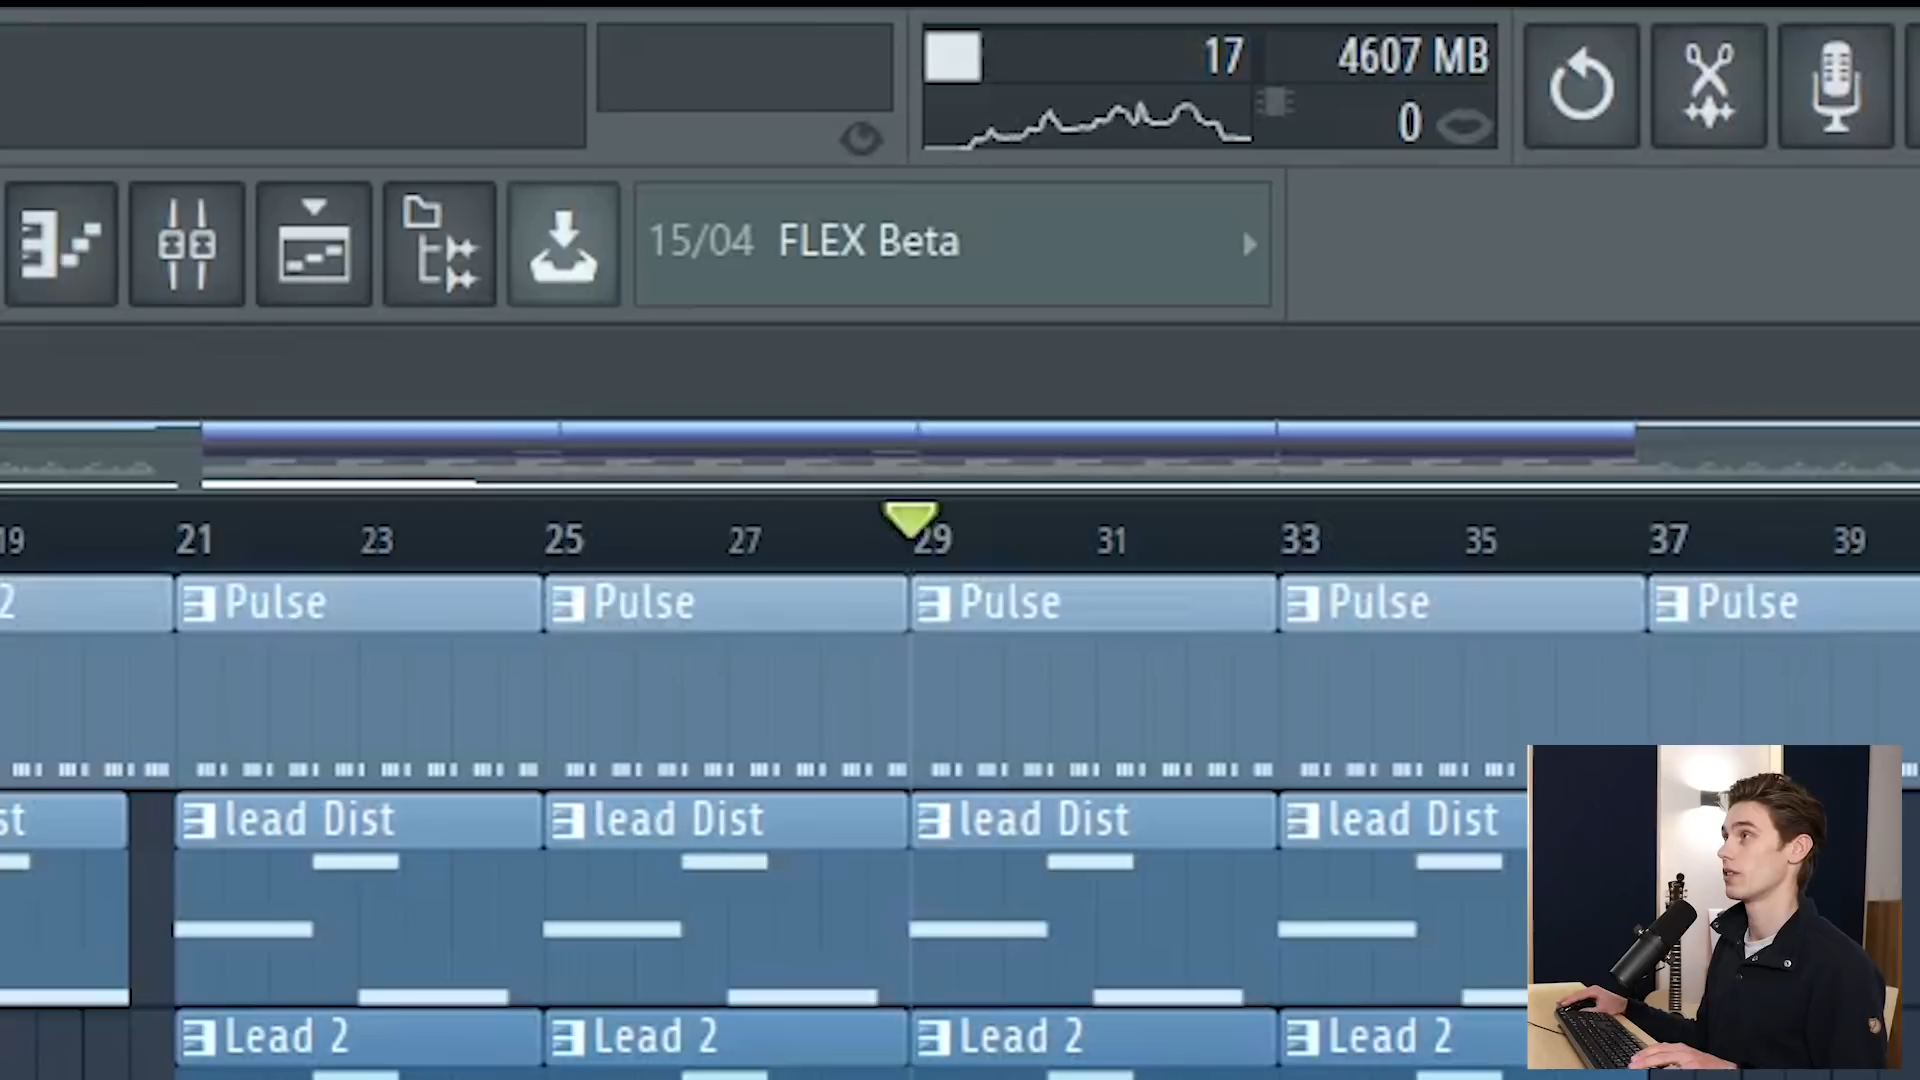 17 4607 MB
0
15/04 FLEX Beta
19 21 23 25 27 29 31 33 35 37 39
2 Pulse Pulse Pulse Pulse Pulse
st lead Dist lead Dist lead Dist lead Dist
Lead 2 Lead 2 Lead 2 Lead 2